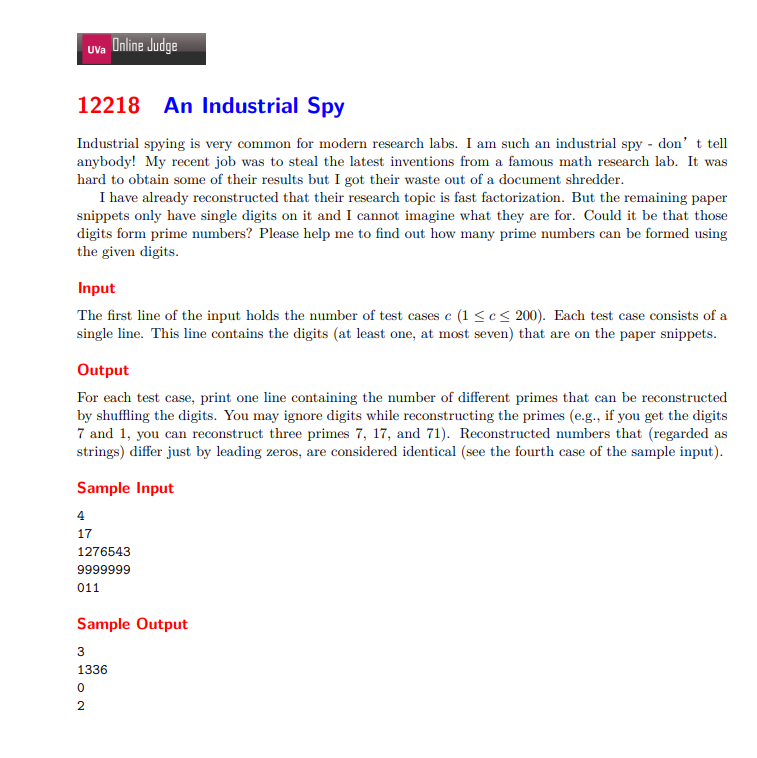 UVa Online Judge
12218 An Industrial Spy
Industrial spying is very common for modern research labs. I am such an industrial spy - don’ t tell
anybody! My recent job was to steal the latest inventions from a famous math research lab. It was
hard to obtain some of their results but I got their waste out of a document shredder.
I have already reconstructed that their research topic is fast factorization. But the remaining paper
snippets only have single digits on it and I cannot imagine what they are for. Could it be that those
digits form prime numbers? Please help me to find out how many prime numbers can be formed using
the given digits.
Input
The first line of the input holds the number of test cases c (1 ≤ c ≤ 200). Each test case consists of a
single line. This line contains the digits (at least one, at most seven) that are on the paper snippets.
Output
For each test case, print one line containing the number of different primes that can be reconstructed
by shuffling the digits. You may ignore digits while reconstructing the primes (e.g., if you get the digits
7 and 1, you can reconstruct three primes 7, 17, and 71). Reconstructed numbers that (regarded as
strings) differ just by leading zeros, are considered identical (see the fourth case of the sample input).
Sample Input
4
17
1276543
9999999
011
Sample Output
3
1336
0
2